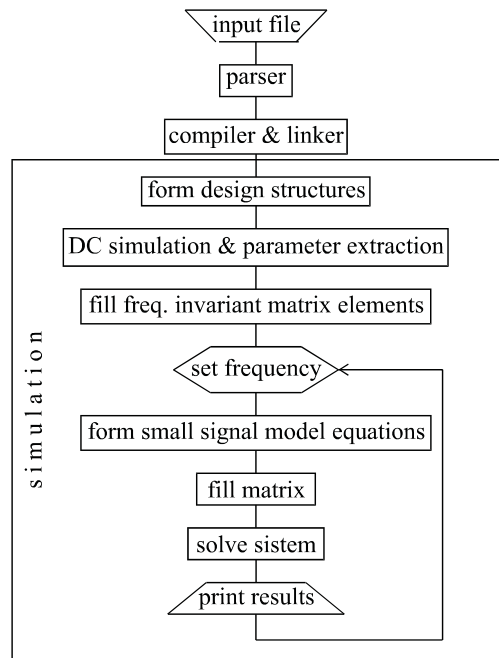 input file
parser
compiler & linker
form design structures
DC simulation & parameter extraction
fill freq. invariant matrix elements
set frequency
form small signal model equations
fill matrix
solve sistem
print results
simulation